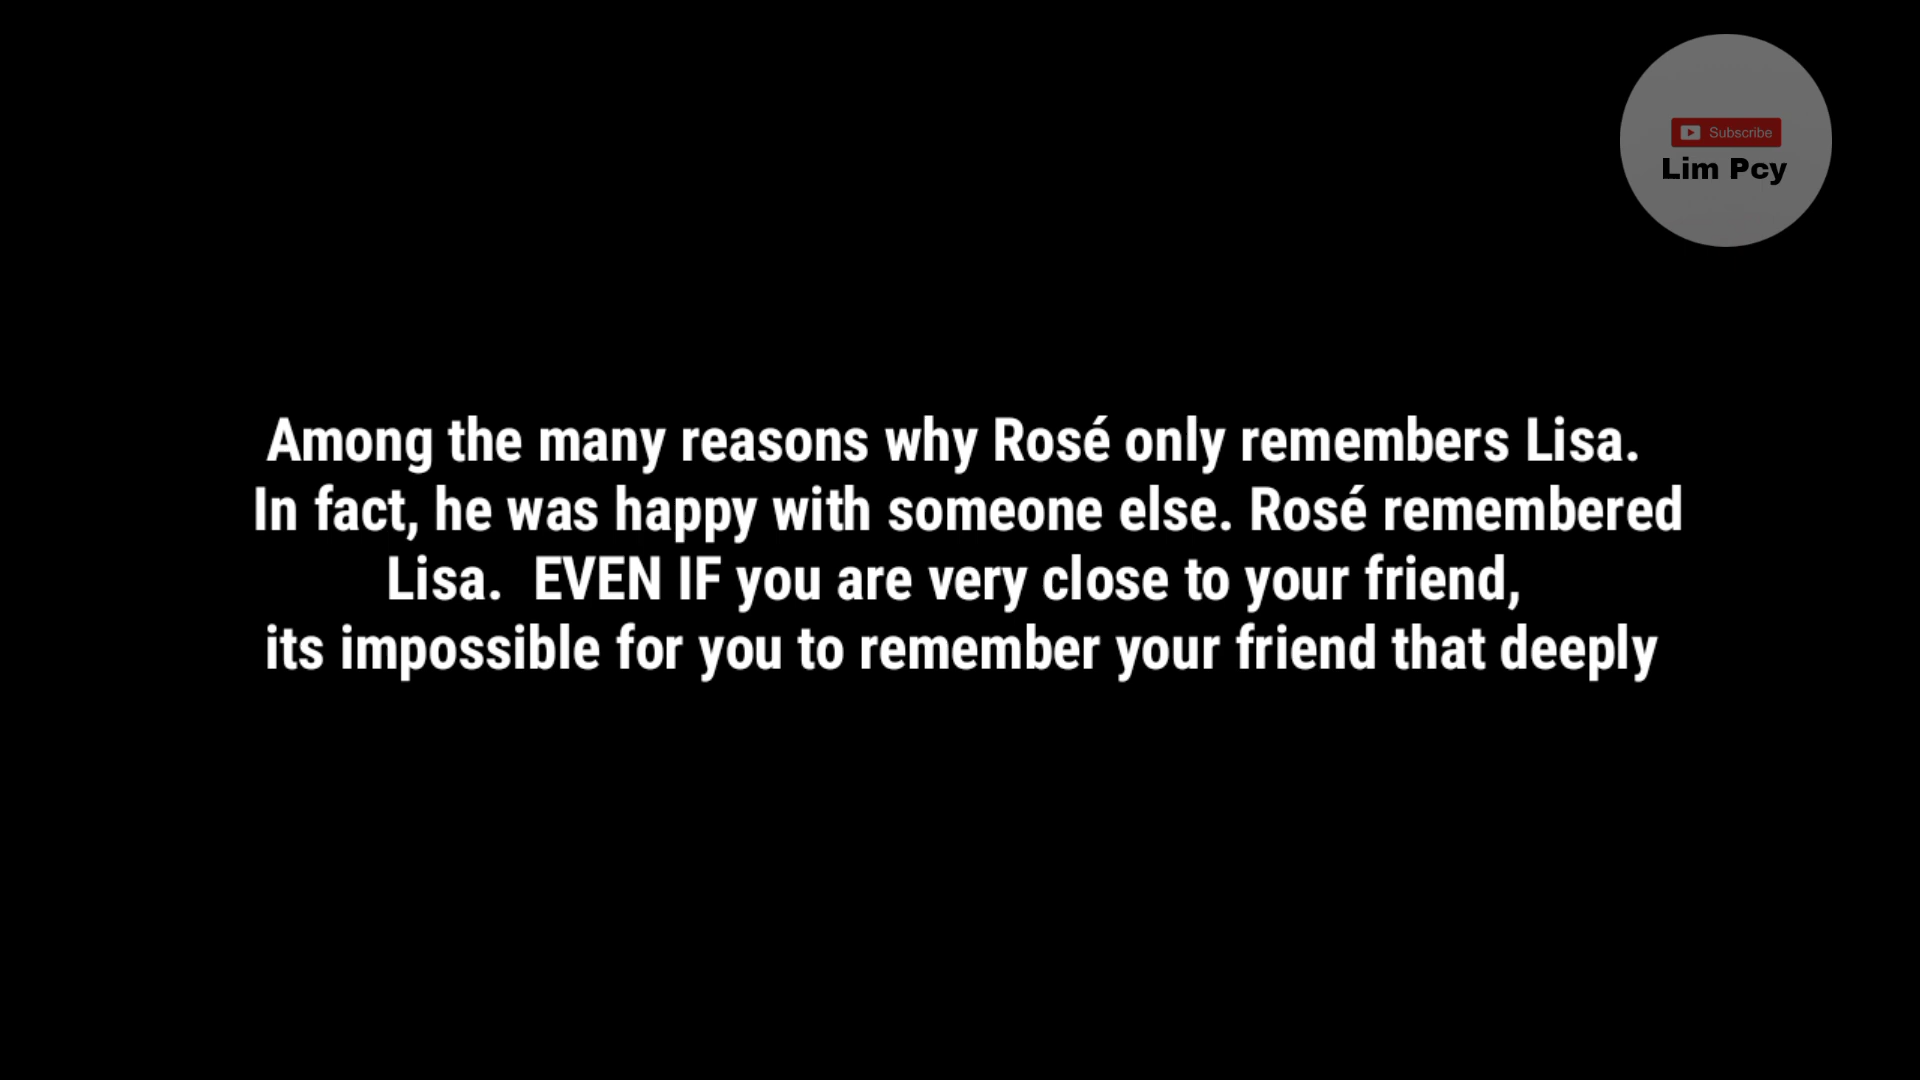 Subscribe
Lim Pcy
Among the many reasons why Rosé only remembers Lisa.
In fact, he was happy with someone else. Rosé remembered
Lisa.  EVEN IF you are very close to your friend,
its impossible for you to remember your friend that deeply